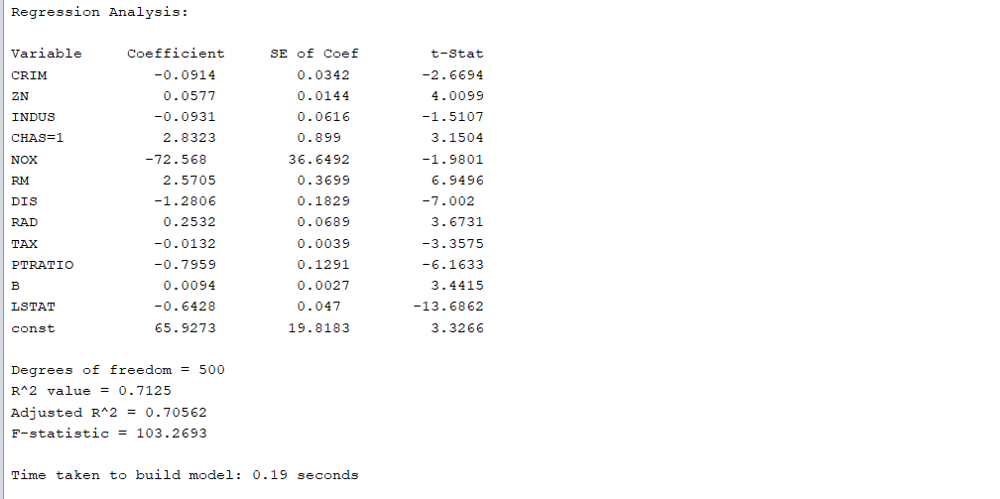 Regression Analysis:
Variable Coefficient SE of Coef t-Stat
CRIM -0.0914 0.0342 -2.6694
ZN 0.0577 0.0144 4.0099
INDUS -0.0931 0.0616 -1.5107
CHAS=1 2.8323 0.899 3.1504
NOX -72.568 36.6492 -1.9801
RM 2.5705 0.3699 6.9496
DIS -1.2806 0.1829 -7.002
RAD 0.2532 0.0689 3.6731
TAX -0.0132 0.0039 -3.3575
PTRATIO -0.7959 0.1291 -6.1633
B 0.0094 0.0027 3.4415
LSTAT -0.6428 0.047 -13.6862
const 65.9273 19.8183 3.3266
Degrees of freedom = 500
R^2 value = 0.7125
Adjusted R^2 = 0.70562
F-statistic = 103.2693
Time taken to build model: 0.19 seconds